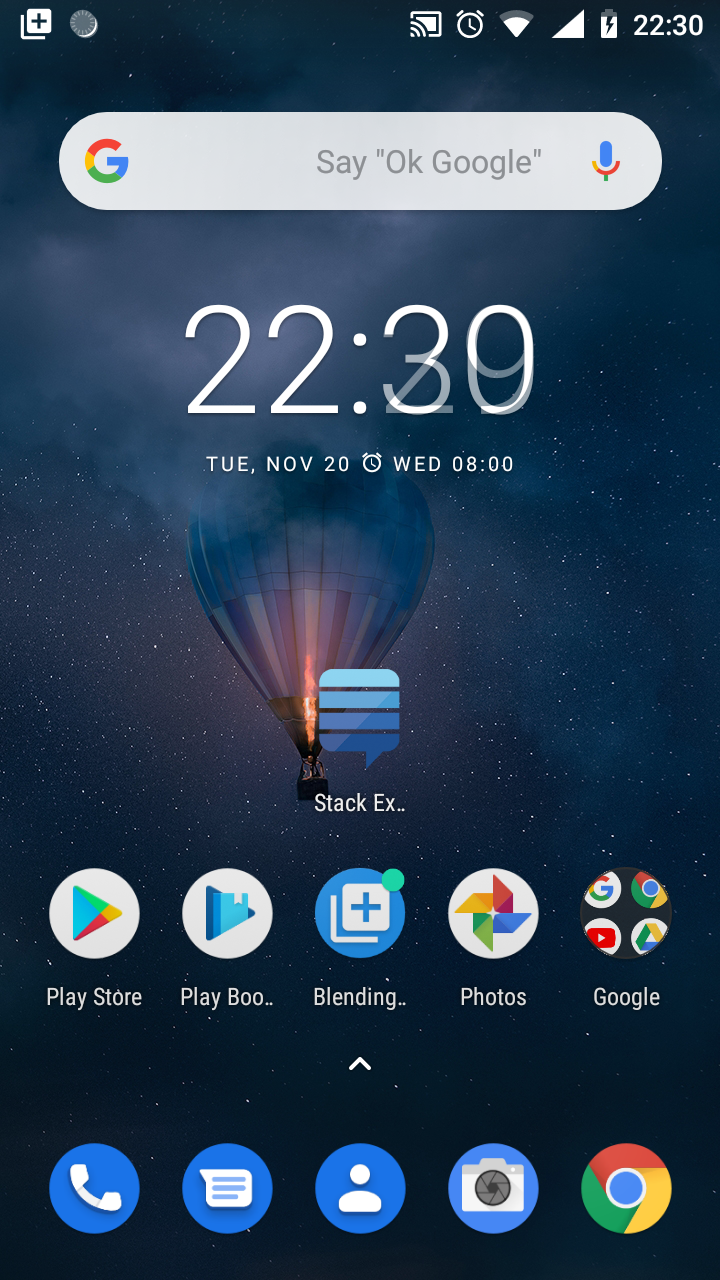 22:30
Say "Ok Google"
22:30
TUE, NOV 20 WED 08:00
Stack Ex..
Play Store
Play Boo..
Blending..
Photos
Google